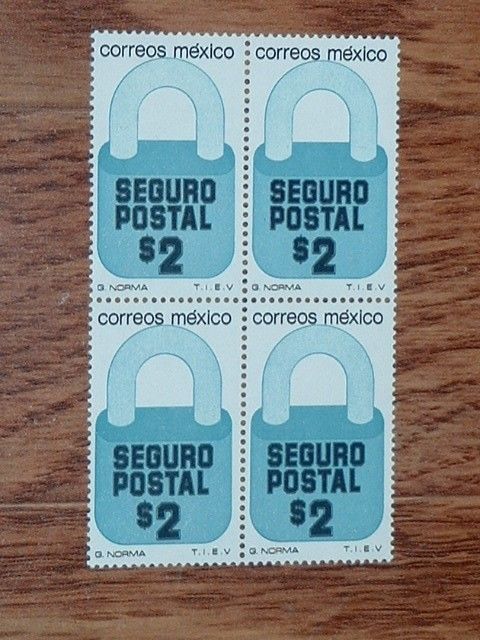 correos méxico
SEGURO
POSTAL
$2
G. NORMA T.I.E.V
correos méxico
SEGURO
POSTAL
$2
G. NORMA T.I.E.V
correos méxico
SEGURO
POSTAL
$2
G. NORMA T.I.E.V
correos méxico
SEGURO
POSTAL
$2
G. NORMA T.I.E.V